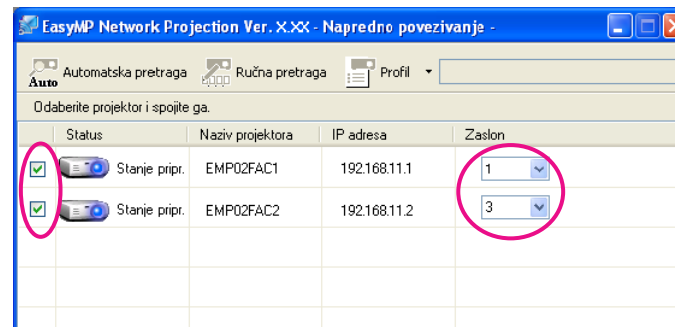 EasyMP Network Projection Ver. X.XX - Napredno povezivanje -
Auto Automatska pretraga Ručna pretraga Profil
Odaberite projektor i spojite ga.
Status Naziv projektora IP adresa Zaslon
Stanje pripr. EMP02FAC1 192.168.11.1 1
Stanje pripr. EMP02FAC2 192.168.11.2 3